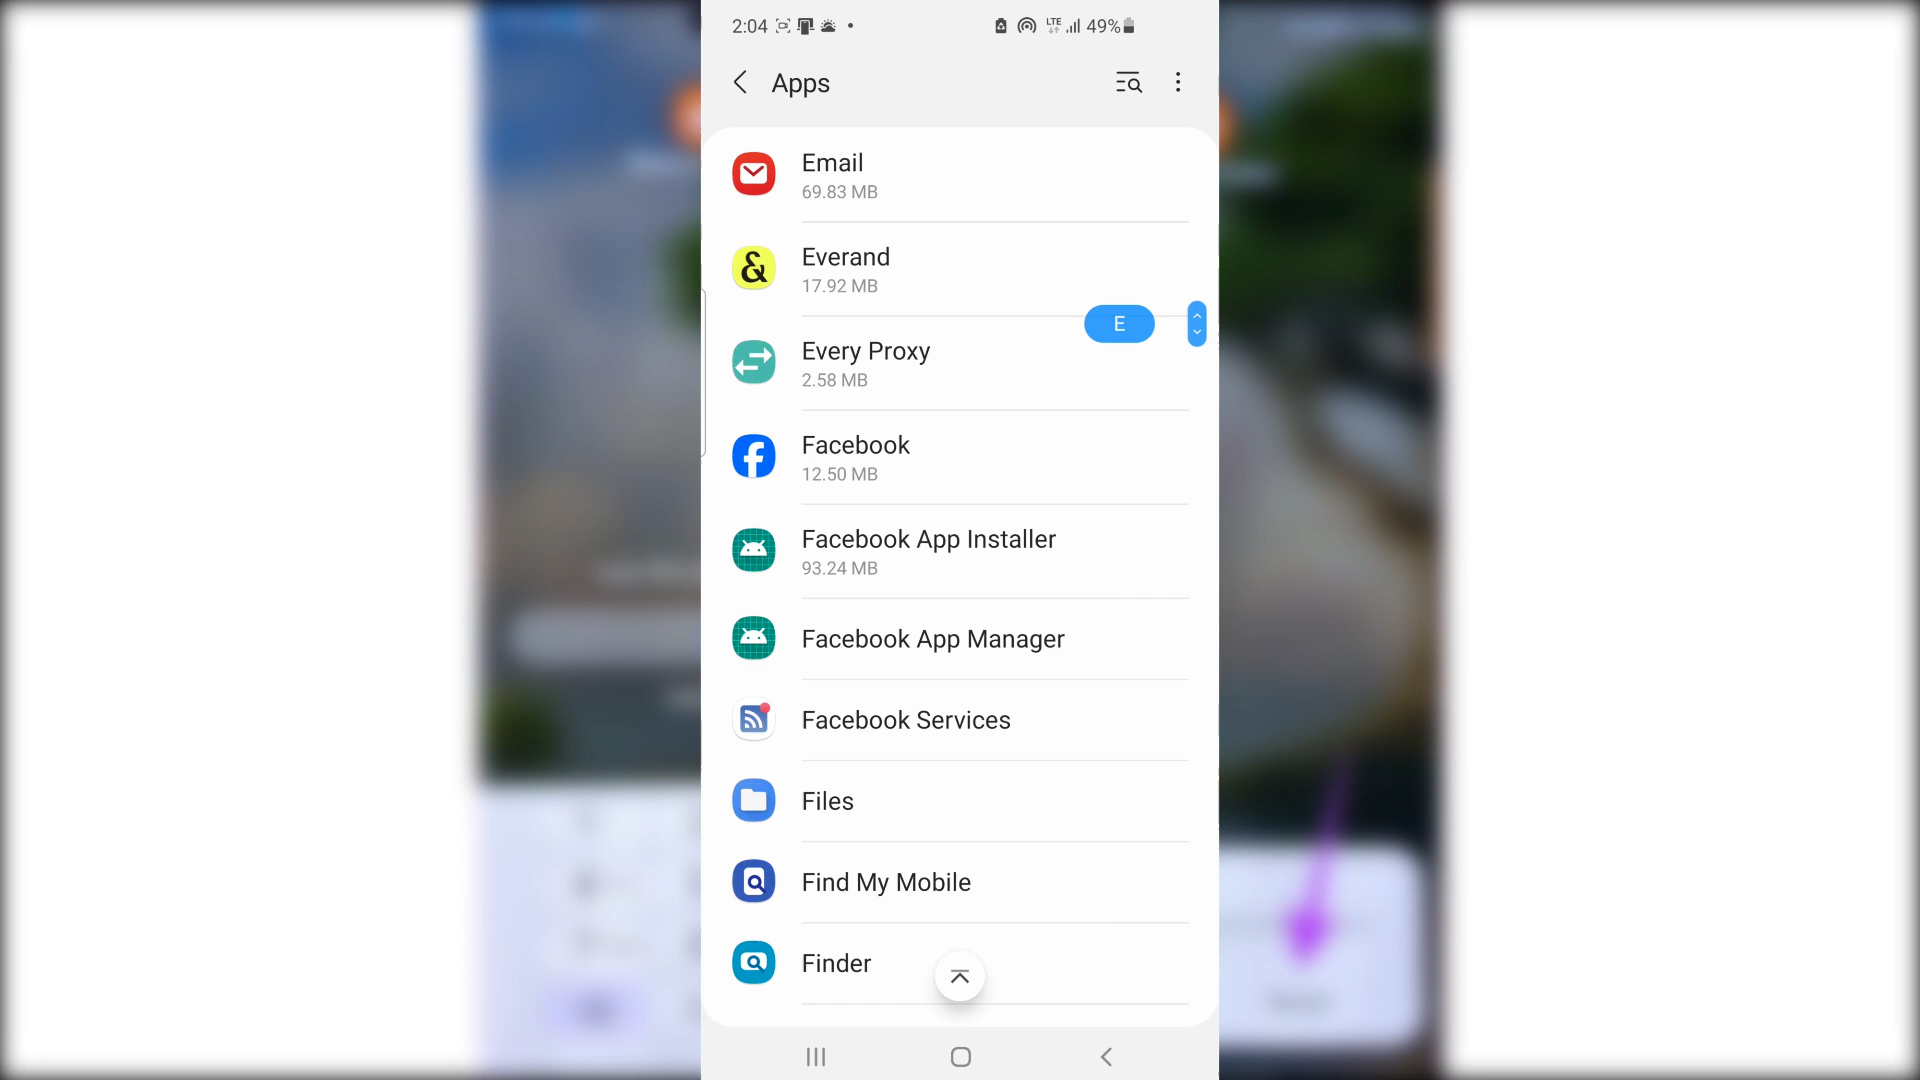 2:04
LTE 49%
Apps
Email
69.83 MB
Everand
17.92 MB
E
Every Proxy
2.58 MB
Facebook
12.50 MB
Facebook App Installer
93.24 MB
Facebook App Manager
Facebook Services
Files
Find My Mobile
Finder